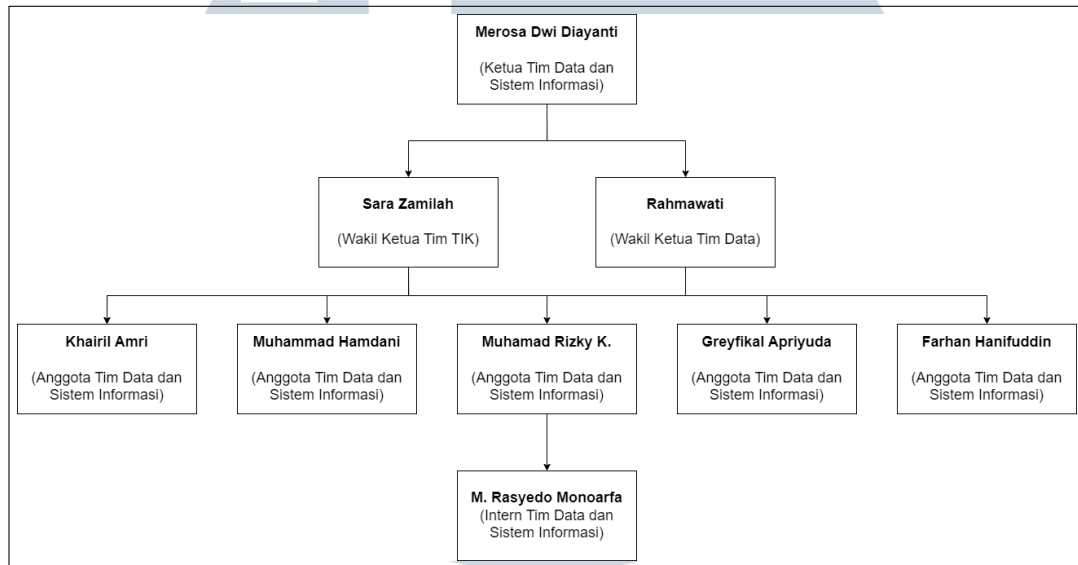 Merosa Dwi Diayanti
(Ketua Tim Data dan
Sistem Informasi)
Sara Zamilah
(Wakil Ketua Tim TIK)
Rahmawati
(Wakil Ketua Tim Data)
Khairil Amri
(Anggota Tim Data dan
Sistem Informasi)
Muhammad Hamdani
(Anggota Tim Data dan
Sistem Informasi)
Muhamad Rizky K.
(Anggota Tim Data dan
Sistem Informasi)
Greyfikal Apriyuda
(Anggota Tim Data dan
Sistem Informasi)
Farhan Hanifuddin
(Anggota Tim Data dan
Sistem Informasi)
M. Rasyedo Monoarfa
(Intern Tim Data dan
Sistem Informasi)